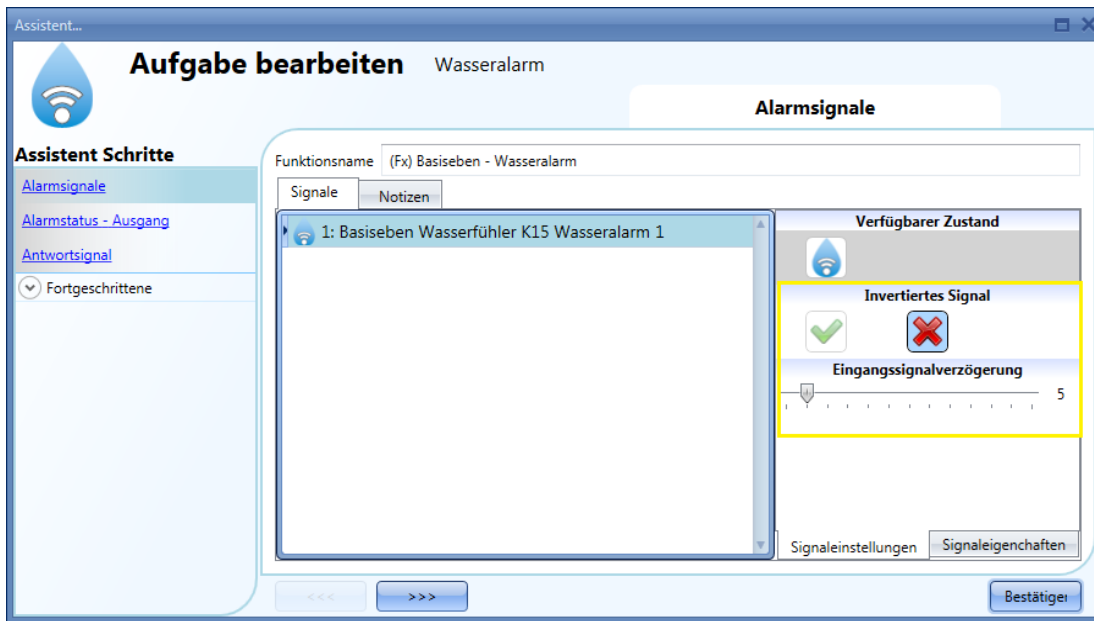 Assistent...
Aufgabe bearbeiten Wasseralarm
Alarmsignale
Assistent Schritte
Alarmsignale
Alarmstatus - Ausgang
Antwortsignal
Fortgeschrittene
Funktionsname (Fx) Basiseben - Wasseralarm
Signale Notizen
1: Basiseben Wasserfühler K15 Wasseralarm 1
Verfügbarer Zustand
Invertiertes Signal
Eingangssignalverzögerung
5
Signaleinstellungen Signaleigenchaften
<<< >>> Bestätiger